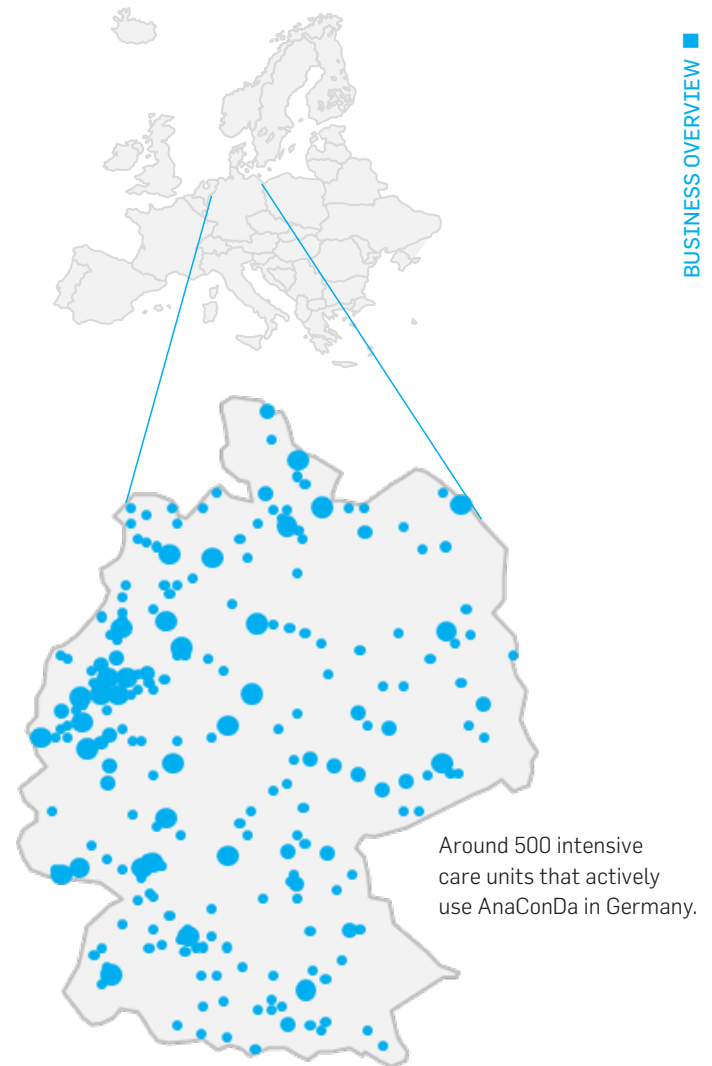 BUSINESS OVERVIEW
Around 500 intensive
care units that actively
use AnaConDa in Germany.